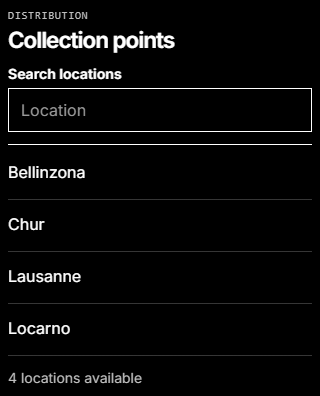 DISTRIBUTION
Collection points
Search locations
Location
Bellinzona
Chur
Lausanne
Locarno
4 locations available